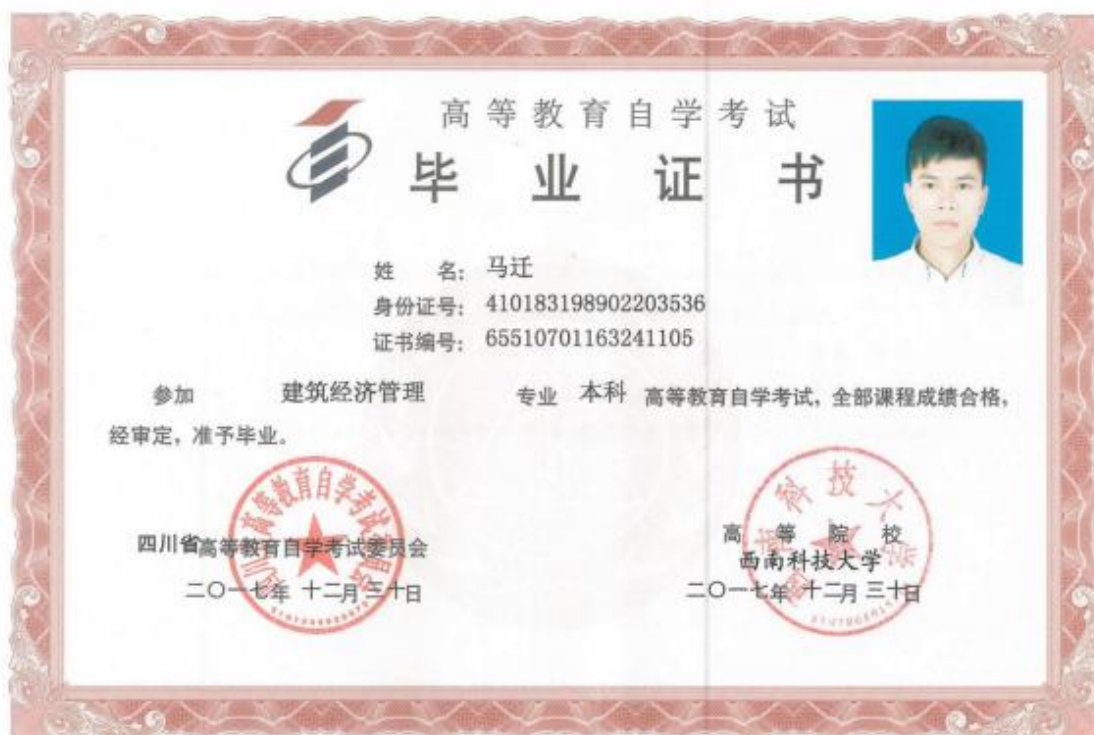 高等教育自学考试
毕业证书
姓 名: 马迁
身份证号: 410183198902203536
证书编号: 65510701163241105
参加 建筑经济管理 专业 本科 高等教育自学考试, 全部课程成绩合格,
经审定, 准予毕业。
四川省高等教育自学考试委员会
二〇一七年 十二月 三十日
高等院校
西南科技大学
二〇一七年 十二月 三十日